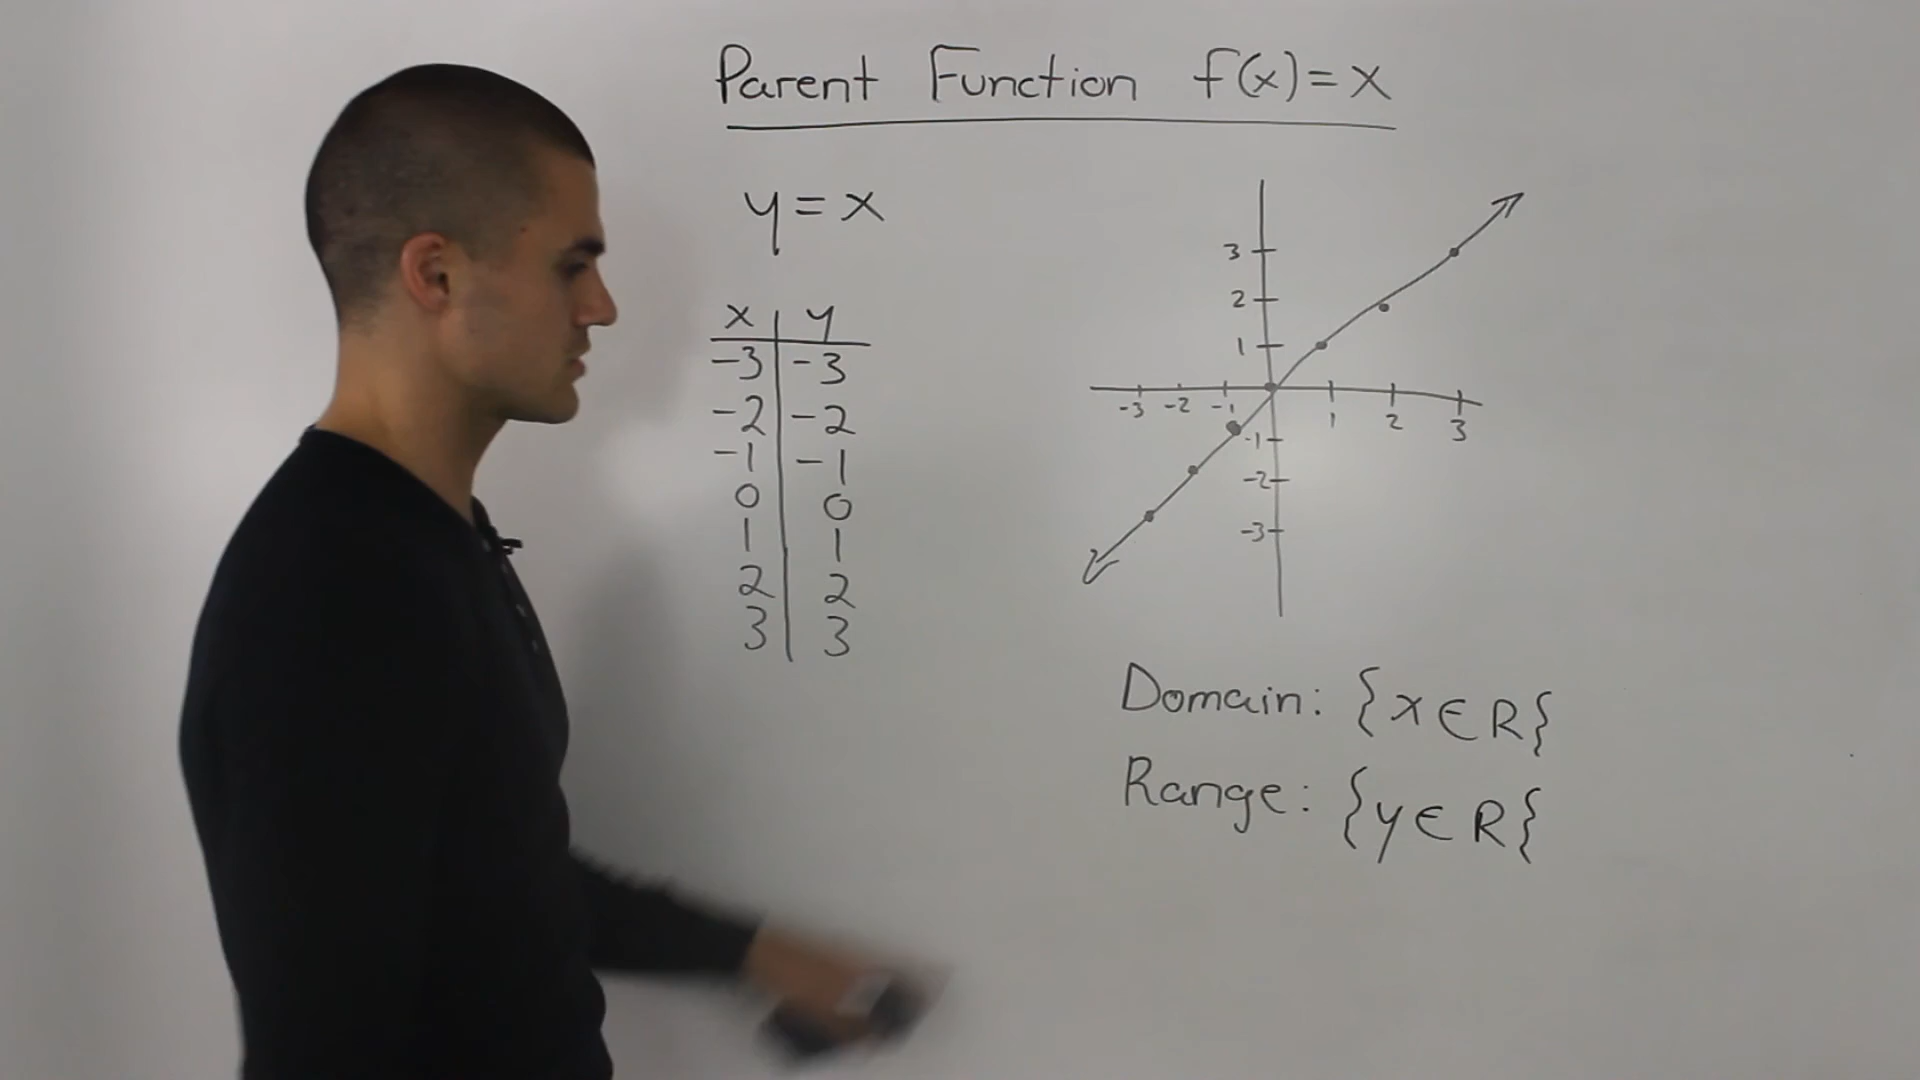 Parent Function f(x) = x
y = x
x y
-3 -3
-2 -2
-1 -1
0 0
1 1
2 2
3 3
3
2
1
-3 -2 -1 1 2 3
-1
-2
-3
Domain: {x ∈ R}
Range: {y ∈ R}